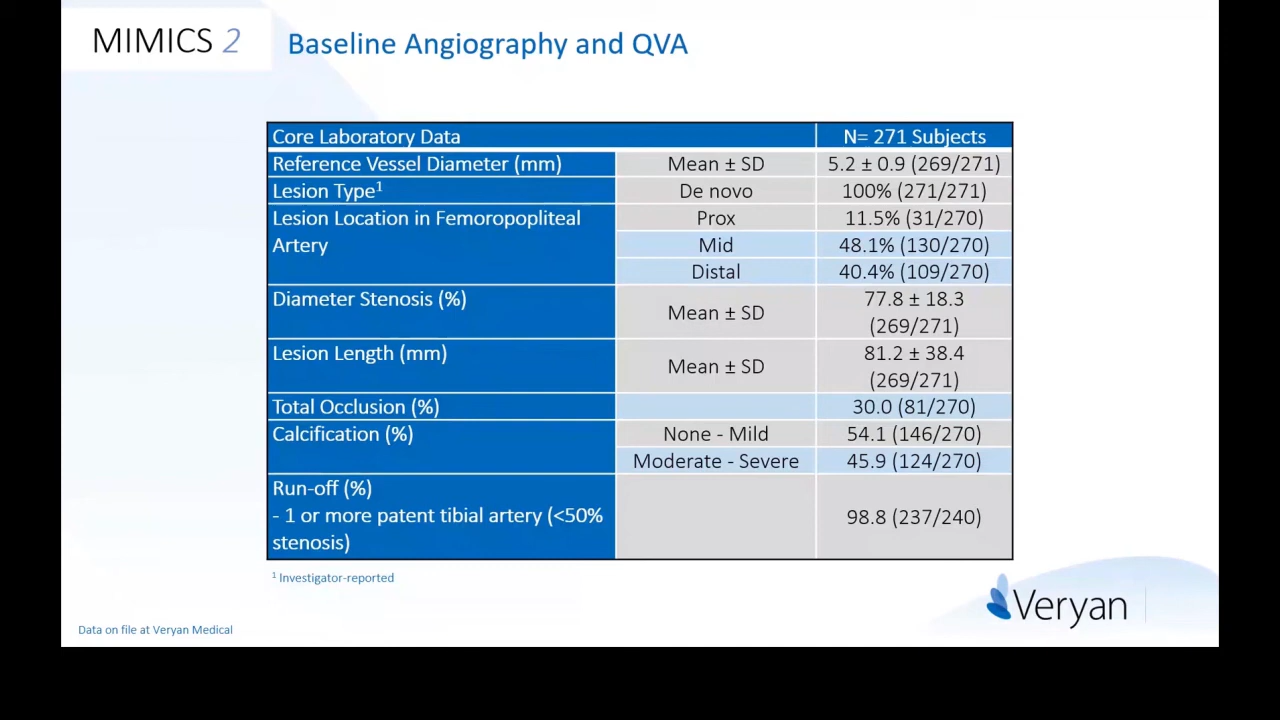 MIMICS 2
Baseline Angiography and QVA
Core Laboratory Data N= 271 Subjects
Reference Vessel Diameter (mm) Mean ± SD 5.2 ± 0.9 (269/271)
Lesion Type¹ De novo 100% (271/271)
Lesion Location in Femoropopliteal Prox 11.5% (31/270)
Artery Mid 48.1% (130/270)
Distal 40.4% (109/270)
Diameter Stenosis (%) Mean ± SD 77.8 ± 18.3
(269/271)
Lesion Length (mm) Mean ± SD 81.2 ± 38.4
(269/271)
Total Occlusion (%) 30.0 (81/270)
Calcification (%) None - Mild 54.1 (146/270)
Moderate - Severe 45.9 (124/270)
Run-off (%)
- 1 or more patent tibial artery (<50% 98.8 (237/240)
stenosis)
¹ Investigator-reported
Veryan
Data on file at Veryan Medical